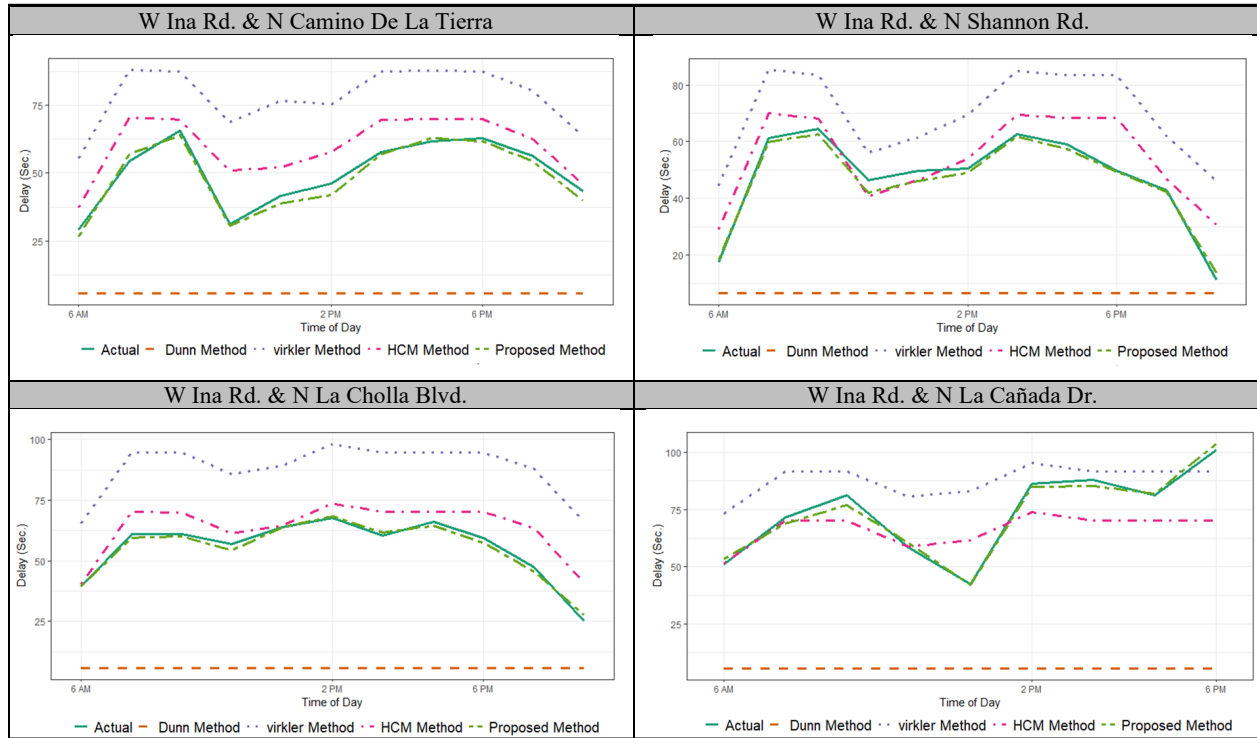 W Ina Rd. & N Camino De La Tierra
Delay (Sec.)
75
50
25
6 AM 2 PM 6 PM
Time of Day
Actual Dunn Method virkler Method HCM Method Proposed Method
W Ina Rd. & N Shannon Rd.
Delay (Sec.)
80
60
40
20
6 AM 2 PM 6 PM
Time of Day
Actual Dunn Method virkler Method HCM Method Proposed Method
W Ina Rd. & N La Cholla Blvd.
Delay (Sec.)
100
75
50
25
6 AM 2 PM 6 PM
Time of Day
Actual Dunn Method virkler Method HCM Method Proposed Method
W Ina Rd. & N La Cañada Dr.
Delay (Sec.)
100
75
50
25
6 AM 2 PM 6 PM
Time of Day
Actual Dunn Method virkler Method HCM Method Proposed Method